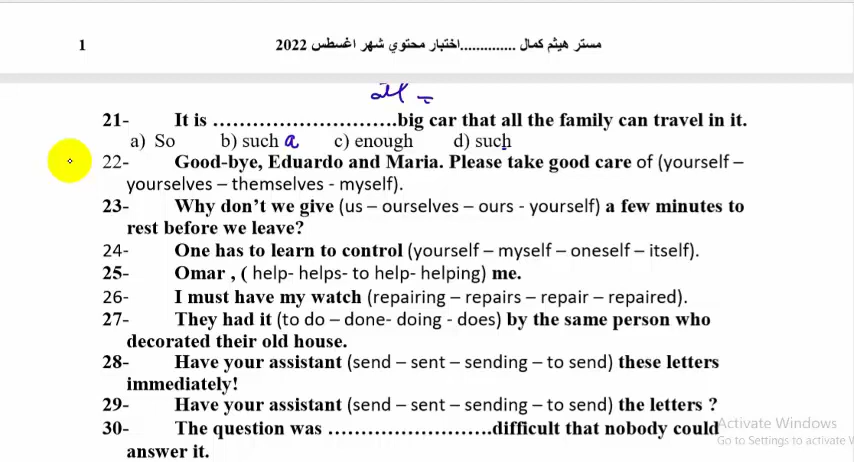 1 مستر هيثم كمال ..............اختبار محتوي شهر اغسطس 2022
21- It is ............................big car that all the family can travel in it.
a) So b) such a c) enough d) such
22- Good-bye, Eduardo and Maria. Please take good care of (yourself –
yourselves – themselves - myself).
23- Why don’t we give (us – ourselves – ours - yourself) a few minutes to
rest before we leave?
24- One has to learn to control (yourself – myself – oneself – itself).
25- Omar , ( help- helps- to help- helping) me.
26- I must have my watch (repairing – repairs – repair – repaired).
27- They had it (to do – done- doing - does) by the same person who
decorated their old house.
28- Have your assistant (send – sent – sending – to send) these letters
immediately!
29- Have your assistant (send – sent – sending – to send) the letters ?
30- The question was .........................difficult that nobody could
answer it.
Activate Windows
Go to Settings to activate